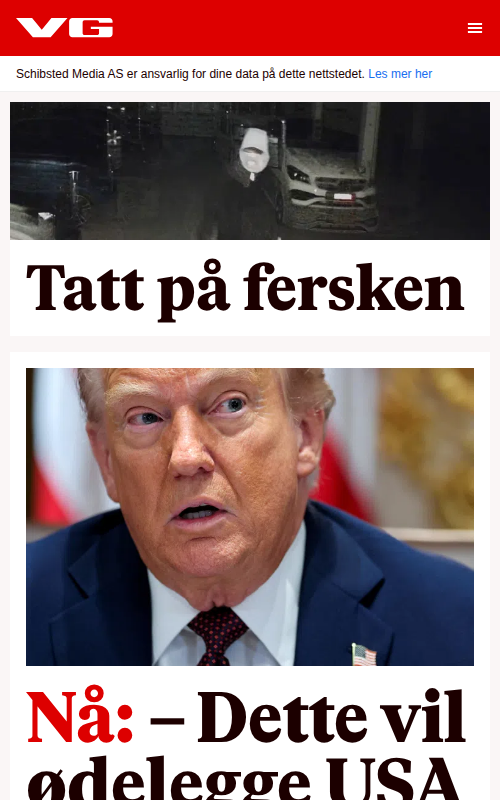 VG
Schibsted Media AS er ansvarlig for dine data på dette nettstedet. Les mer her
Tatt på fersken
Nå: – Dette vil
ødelegge USA